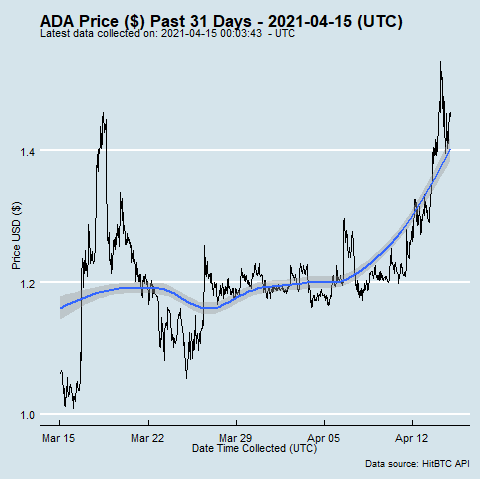 ADA Price ($) Past 31 Days - 2021-04-15 (UTC)
Latest data collected on: 2021-04-15 00:03:43 - UTC
Price USD ($)
1.4
1.2
1.0
Mar 15 Mar 22 Mar 29 Apr 05 Apr 12
Date Time Collected (UTC)
Data source: HitBTC API